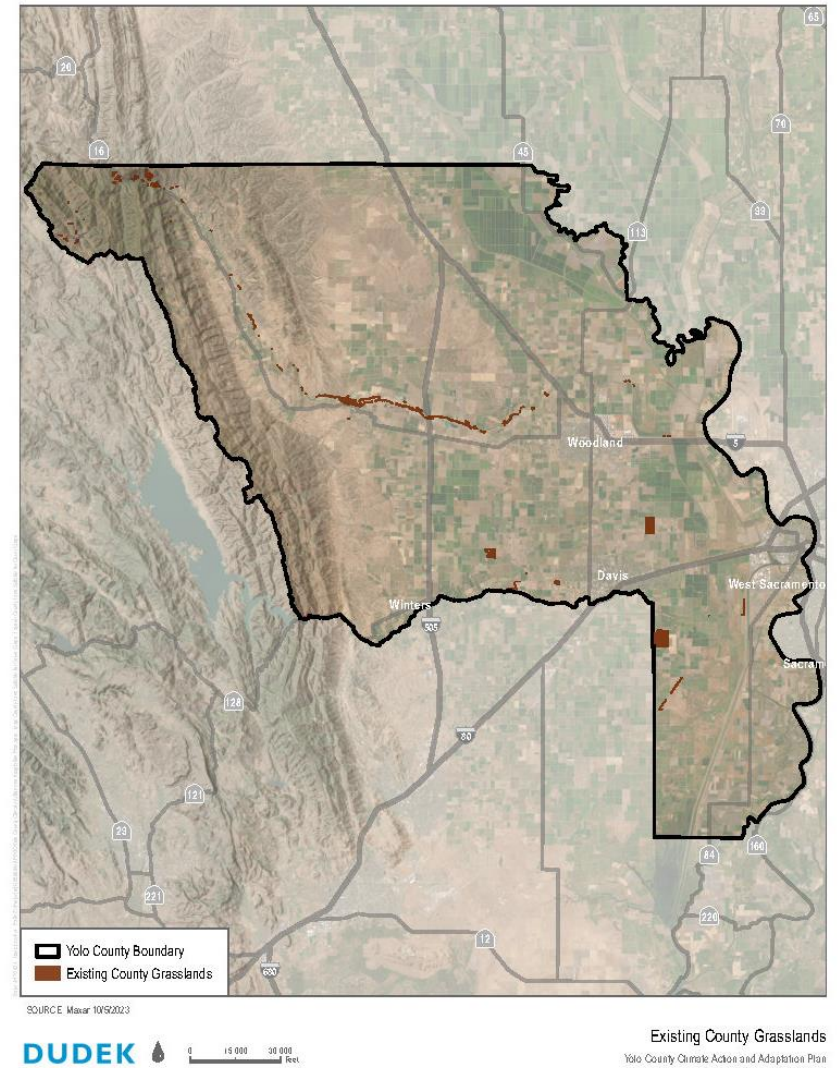 65
20
70
16
45
99
113
Woodland
5
Davis
West Sacramento
Winters
505
Sacram
128
80
121
29
84
160
221
220
12
680
Yolo County Boundary
Existing County Grasslands
SOURCE: Maxar 10/5/2023
DUDEK
0 15,000 30,000
Feet
Existing County Grasslands
Yolo County Climate Action and Adaptation Plan